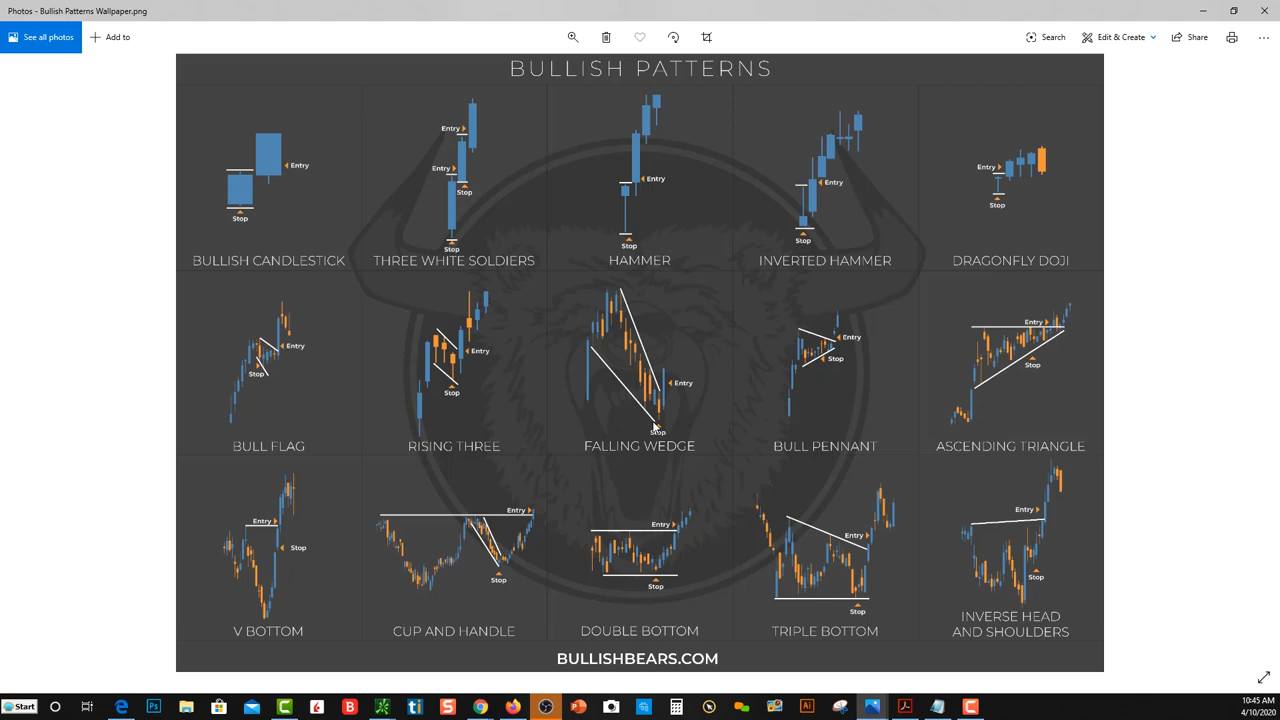 Photos - Bullish Patterns Wallpaper.png
See all photos
Add to
Search
Edit & Create
Share
BULLISH PATTERNS
Entry
Stop
BULLISH CANDLESTICK
Entry
Entry
Stop
Stop
THREE WHITE SOLDIERS
Entry
Stop
HAMMER
Entry
Stop
INVERTED HAMMER
Entry
Stop
DRAGONFLY DOJI
Entry
Stop
BULL FLAG
Entry
Stop
RISING THREE
Entry
Stop
FALLING WEDGE
Entry
Stop
BULL PENNANT
Entry
Stop
ASCENDING TRIANGLE
Entry
Stop
V BOTTOM
Entry
Stop
CUP AND HANDLE
Entry
Stop
DOUBLE BOTTOM
Entry
Stop
TRIPLE BOTTOM
Entry
Stop
INVERSE HEAD
AND SHOULDERS
BULLISHBEARS.COM
Start
10:45 AM
4/10/2020